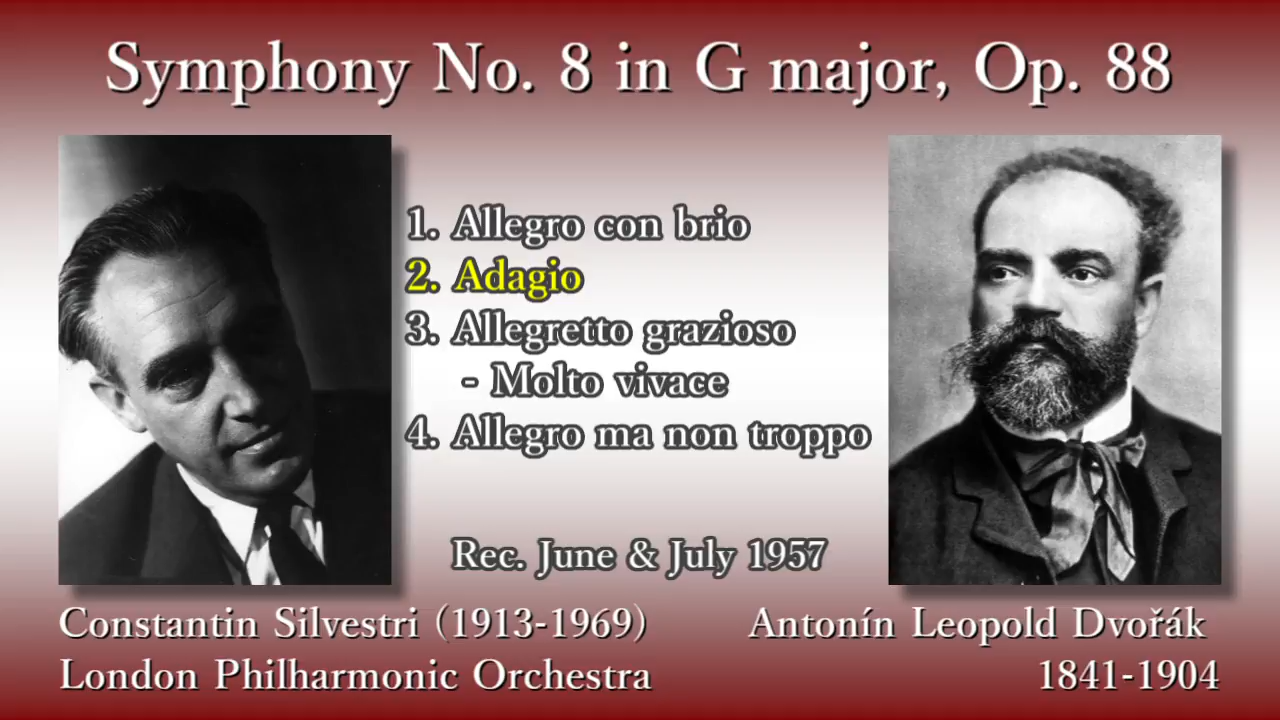 Symphony No. 8 in G major, Op. 88
1. Allegro con brio
2. Adagio
3. Allegretto grazioso
- Molto vivace
4. Allegro ma non troppo
Rec. June & July 1957
Constantin Silvestri (1913-1969)
London Philharmonic Orchestra
Antonín Leopold Dvořák
1841-1904